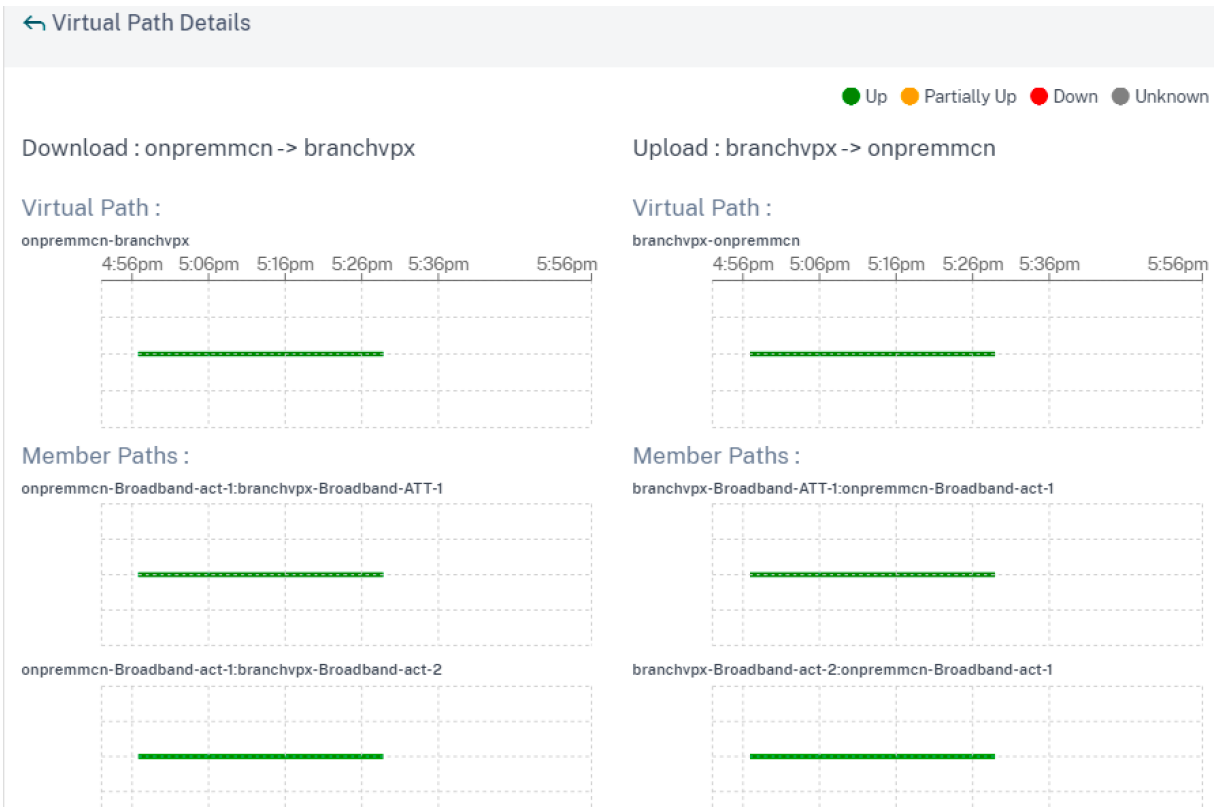 Virtual Path Details
Up Partially Up Down Unknown
Download : onpremmcn -> branchvpx
Virtual Path :
onpremmcn-branchvpx
4:56pm 5:06pm 5:16pm 5:26pm 5:36pm 5:56pm
Member Paths :
onpremmcn-Broadband-act-1:branchvpx-Broadband-ATT-1
onpremmcn-Broadband-act-1:branchvpx-Broadband-act-2
Upload : branchvpx -> onpremmcn
Virtual Path :
branchvpx-onpremmcn
4:56pm 5:06pm 5:16pm 5:26pm 5:36pm 5:56pm
Member Paths :
branchvpx-Broadband-ATT-1:onpremmcn-Broadband-act-1
branchvpx-Broadband-act-2:onpremmcn-Broadband-act-1